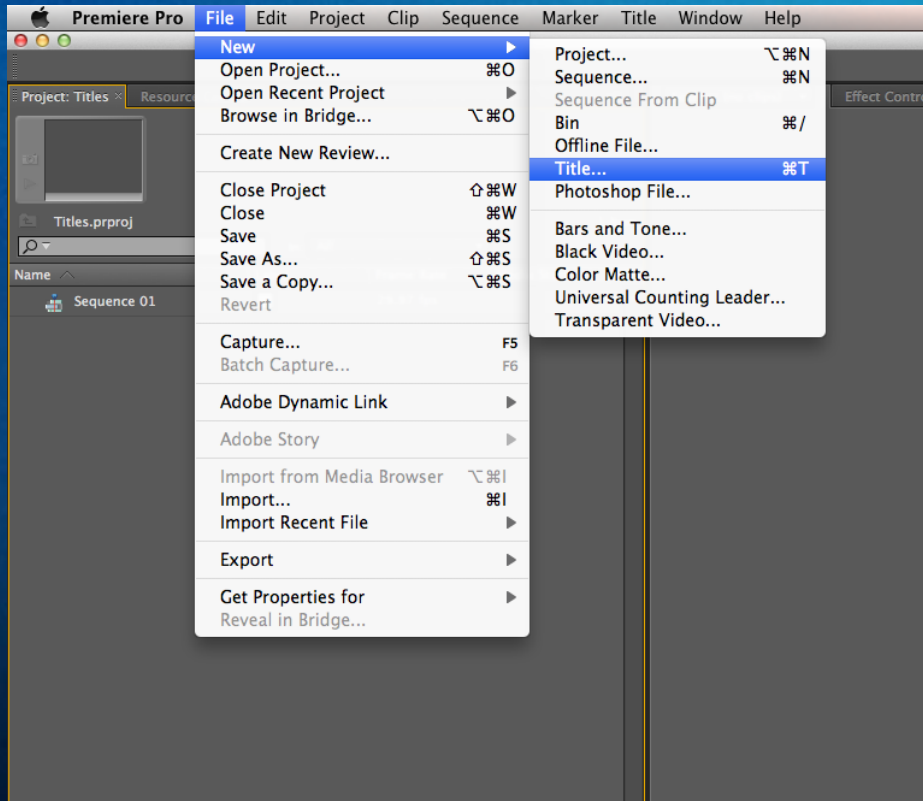 Premiere Pro File Edit Project Clip Sequence Marker Title Window Help
Project: Titles ×
Resourc
Effect Contr
Titles.prproj
Name
Sequence 01
New
Open Project... ⌘O
Open Recent Project
Browse in Bridge... ⌥⌘O
Create New Review...
Close Project ⇧⌘W
Close ⌘W
Save ⌘S
Save As... ⇧⌘S
Save a Copy... ⌥⌘S
Revert
Capture... F5
Batch Capture... F6
Adobe Dynamic Link
Adobe Story
Import from Media Browser ⌥⌘I
Import... ⌘I
Import Recent File
Export
Get Properties for
Reveal in Bridge...
Project... ⌥⌘N
Sequence... ⌘N
Sequence From Clip
Bin ⌘/
Offline File...
Title... ⌘T
Photoshop File...
Bars and Tone...
Black Video...
Color Matte...
Universal Counting Leader...
Transparent Video...